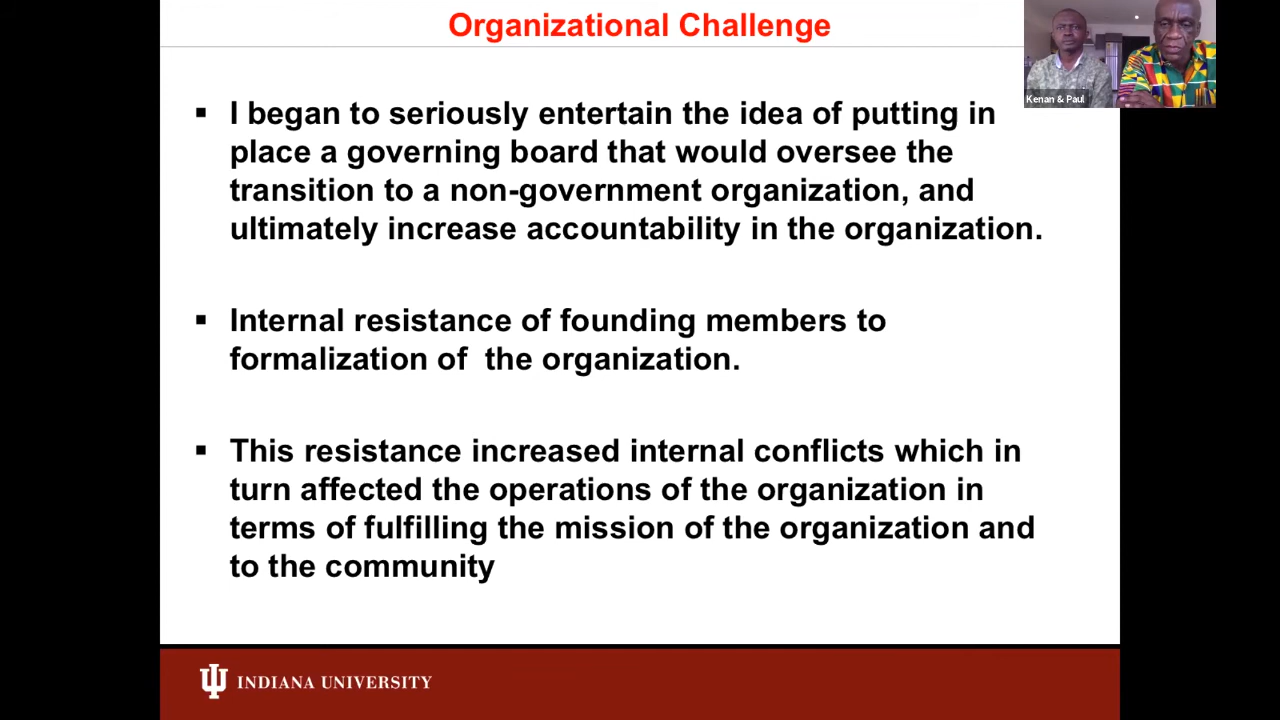 Organizational Challenge
Kenan & Paul
▪ I began to seriously entertain the idea of putting in
place a governing board that would oversee the
transition to a non-government organization, and
ultimately increase accountability in the organization.
▪ Internal resistance of founding members to
formalization of  the organization.
▪ This resistance increased internal conflicts which in
turn affected the operations of the organization in
terms of fulfilling the mission of the organization and
to the community
INDIANA UNIVERSITY